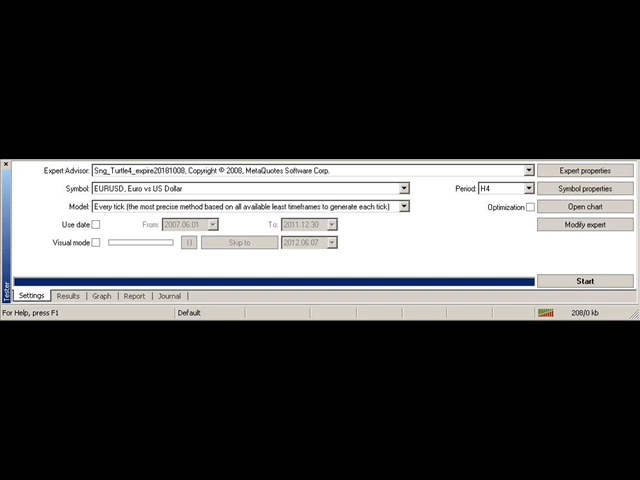 Expert Advisor: Sng_Turtle4_expire20181008, Copyright © 2008, MetaQuotes Software Corp. Expert properties
Symbol: EURUSD, Euro vs US Dollar Period: H4 Symbol properties
Model: Every tick (the most precise method based on all available least timeframes to generate each tick) Optimization Open chart
Use date From: 2007.06.01 To: 2011.12.30 Modify expert
Visual mode Skip to 2012.06.07
Start
Tester
Settings Results Graph Report Journal
For Help, press F1 Default 208/0 kb